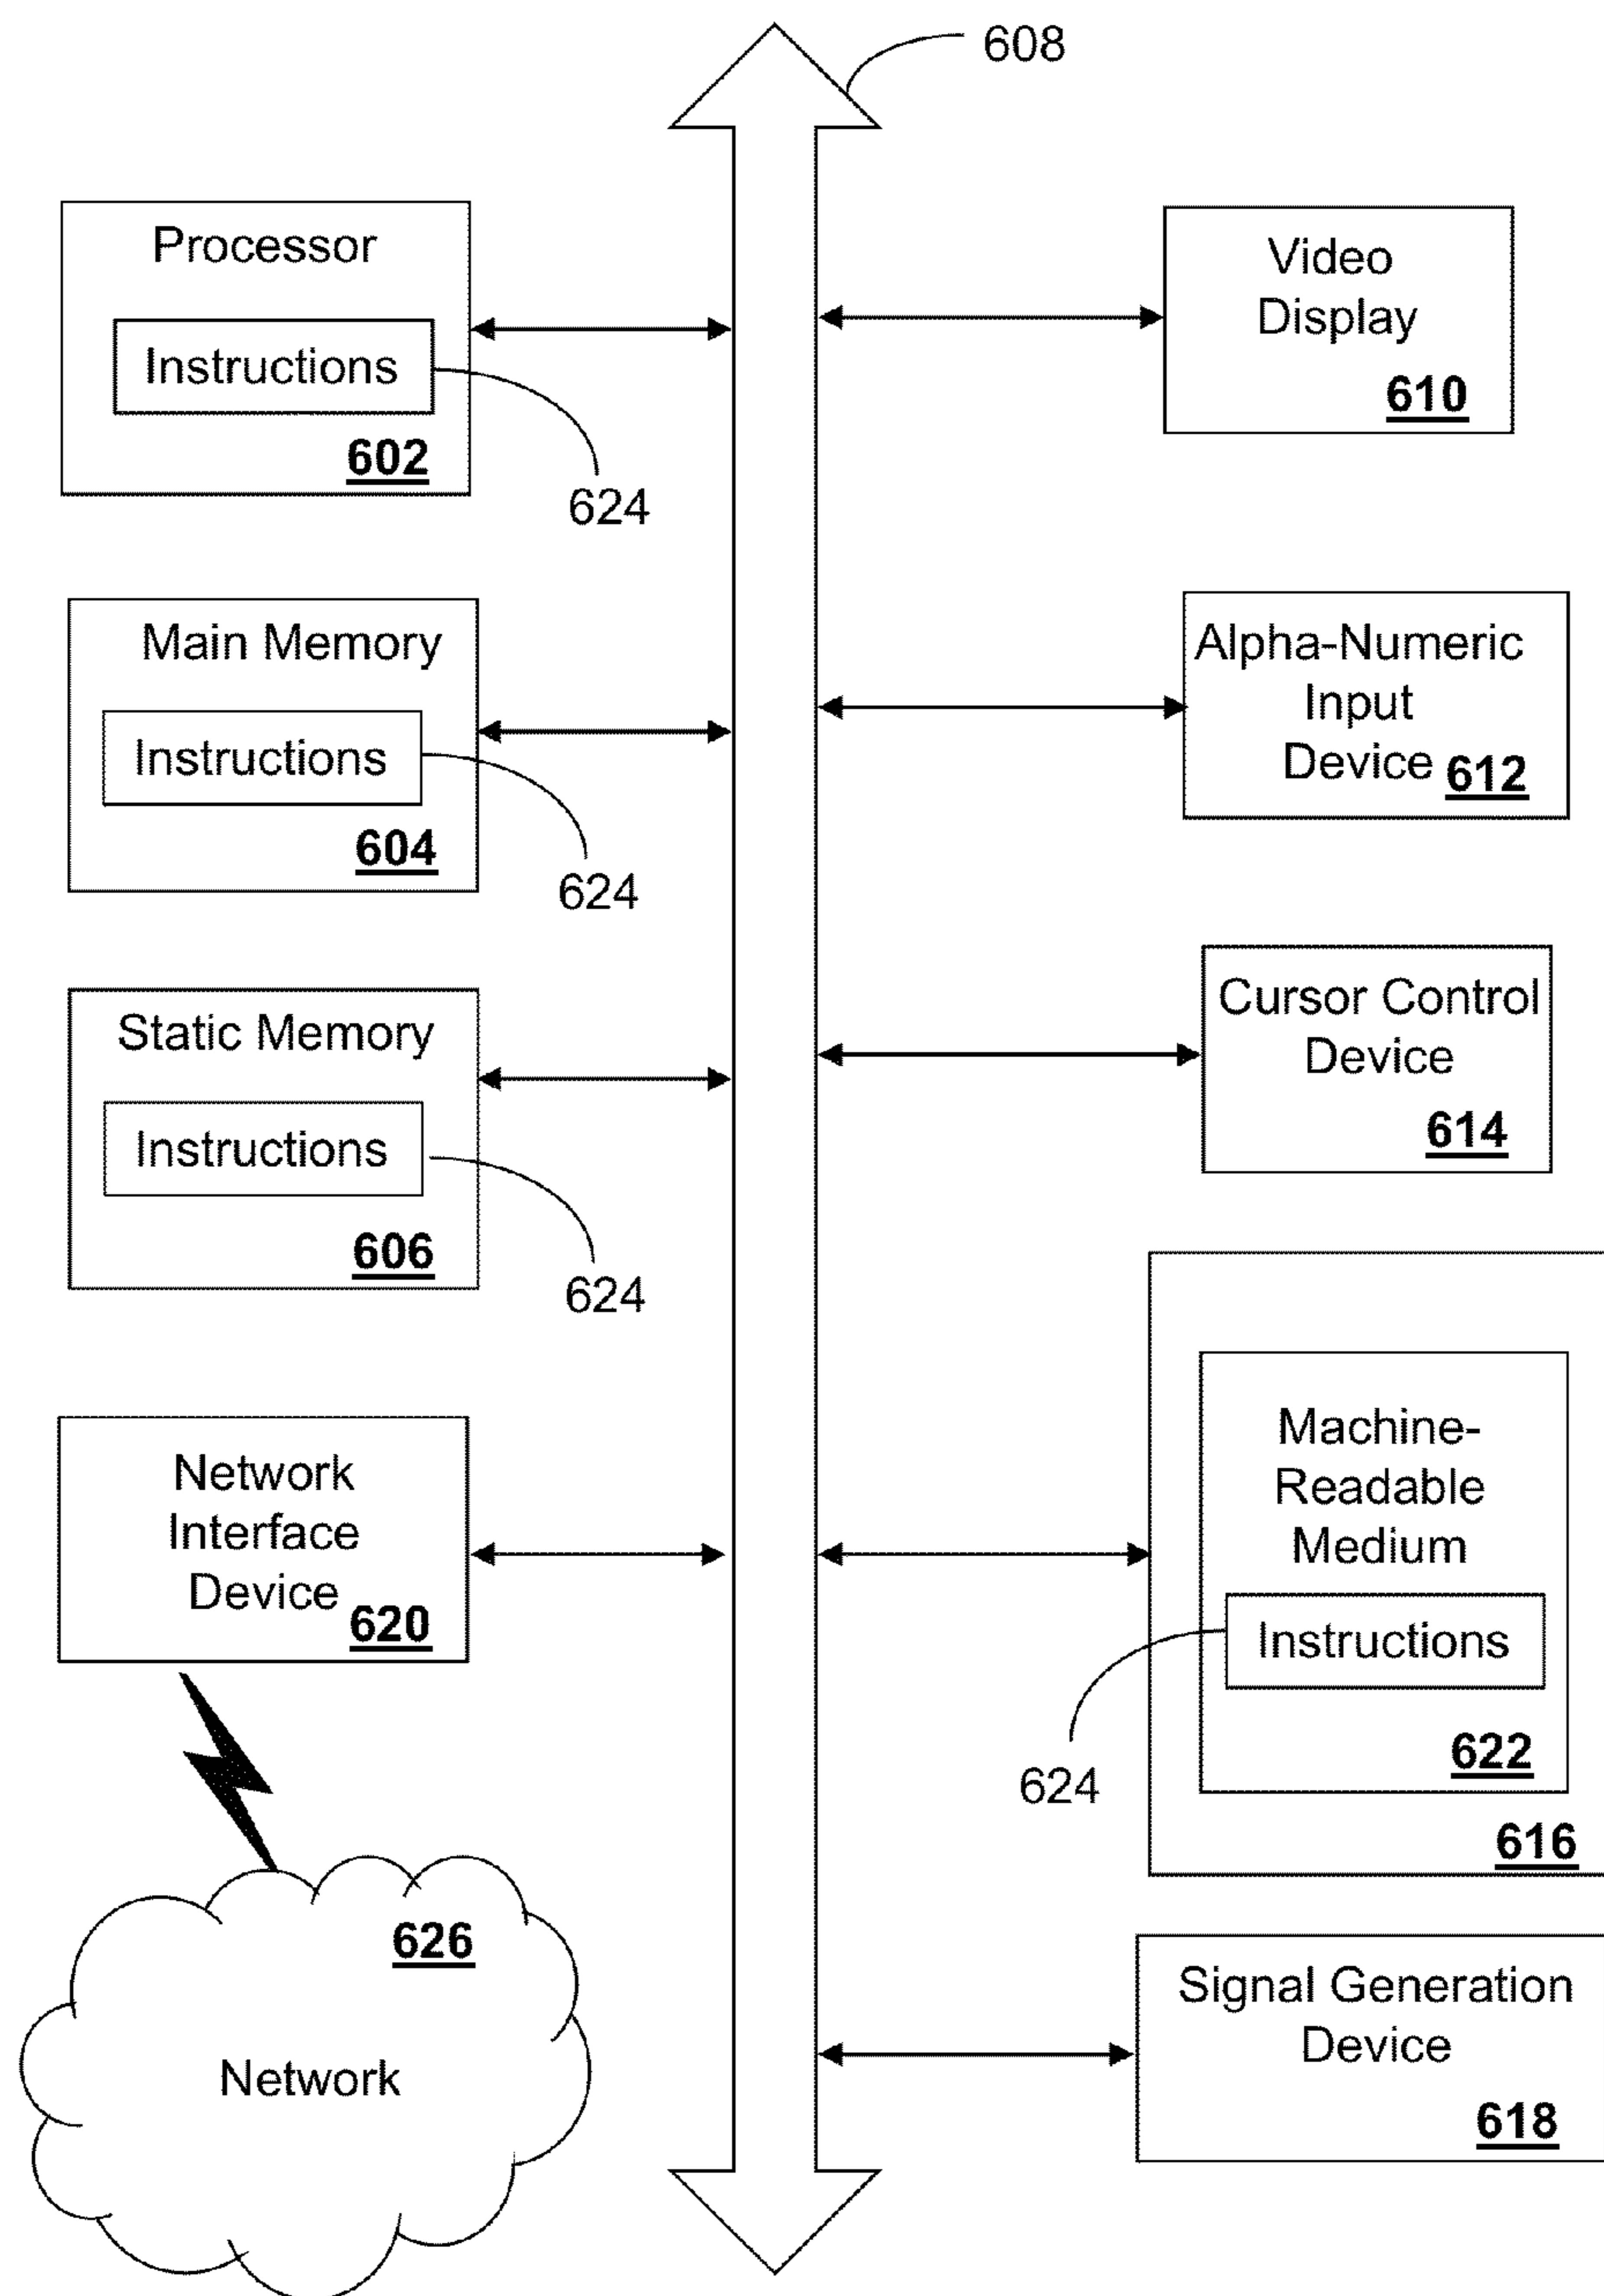 608
Processor
Instructions
602
624
Main Memory
Instructions
604
624
Static Memory
Instructions
606
624
Network
Interface
Device
620
626
Network
Video
Display
610
Alpha-Numeric
Input
Device
612
Cursor Control
Device
614
Machine-
Readable
Medium
Instructions
622
624
616
Signal Generation
Device
618